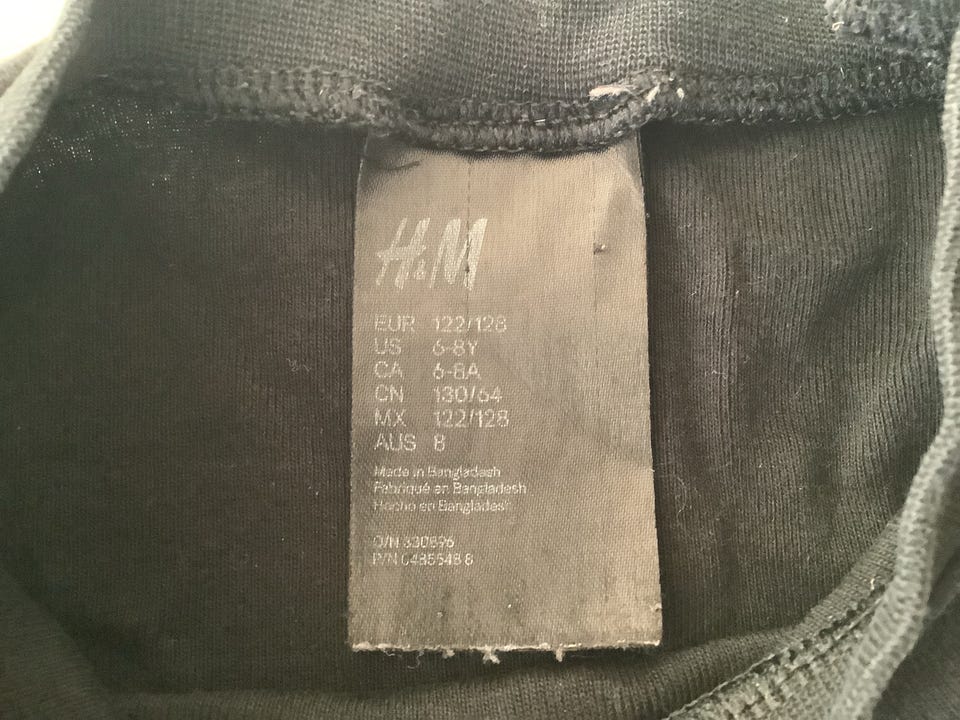 H&M
EUR 122/128
US 6-8Y
CA 6-8A
CN 130/64
MX 122/128
AUS 8
Made in Bangladesh
Fabriqué en Bangladesh
Hecho en Bangladesh
O/N 330896
P/N 0485548 8